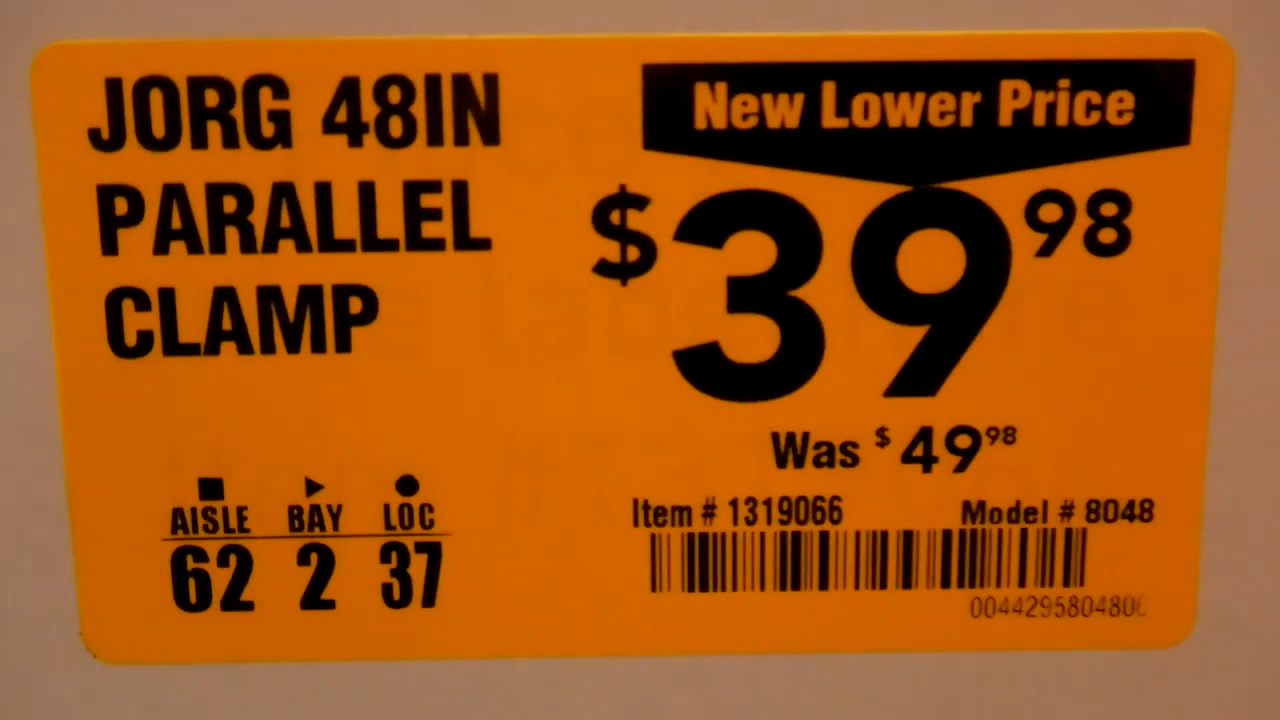 JORG 48IN
PARALLEL
CLAMP
New Lower Price
$39 98
Was $49 98
Item # 1319066 Model # 8048
AISLE BAY LOC
62 2 37